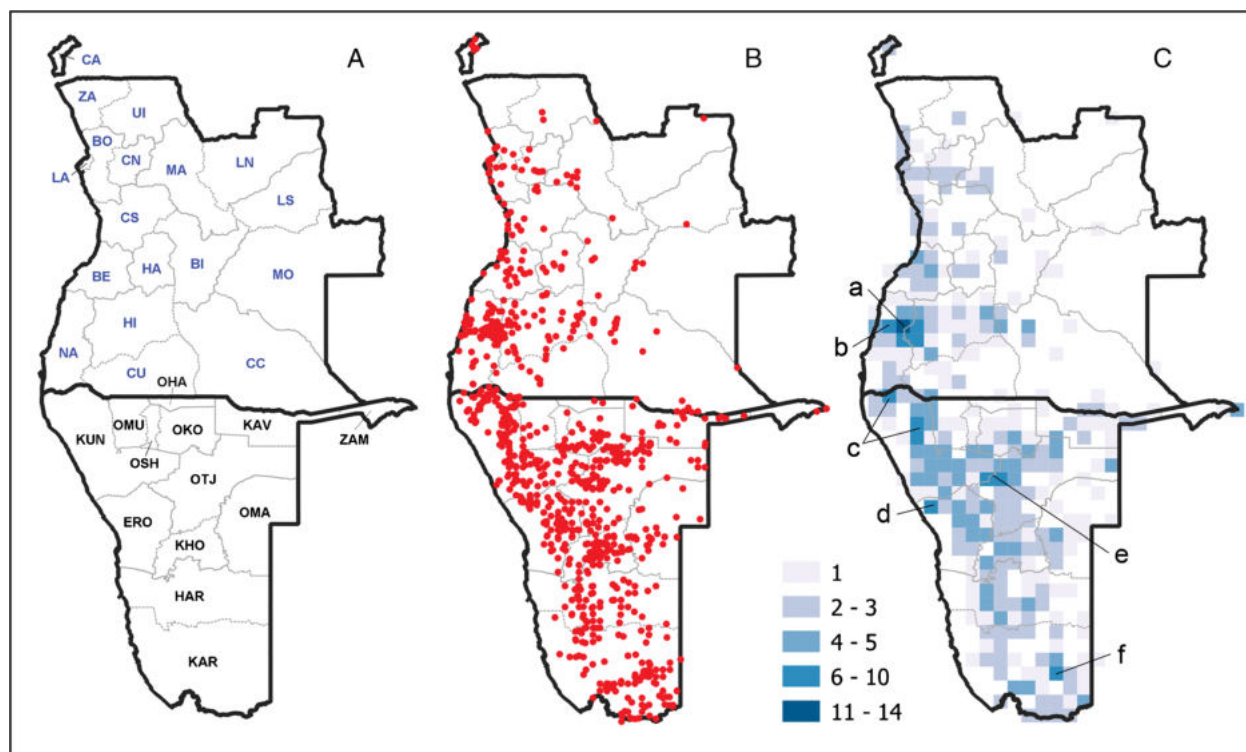 A
B
C
CA
ZA
UI
BO
CN
MA
LN
LA
LS
CS
BI
BE
HA
MO
HI
NA
CU
CC
OHA
KUN
OMU
OKO
KAV
ZAM
OSH
OTJ
ERO
OMA
KHO
HAR
KAR
a
b
c
d
e
f
1
2 - 3
4 - 5
6 - 10
11 - 14